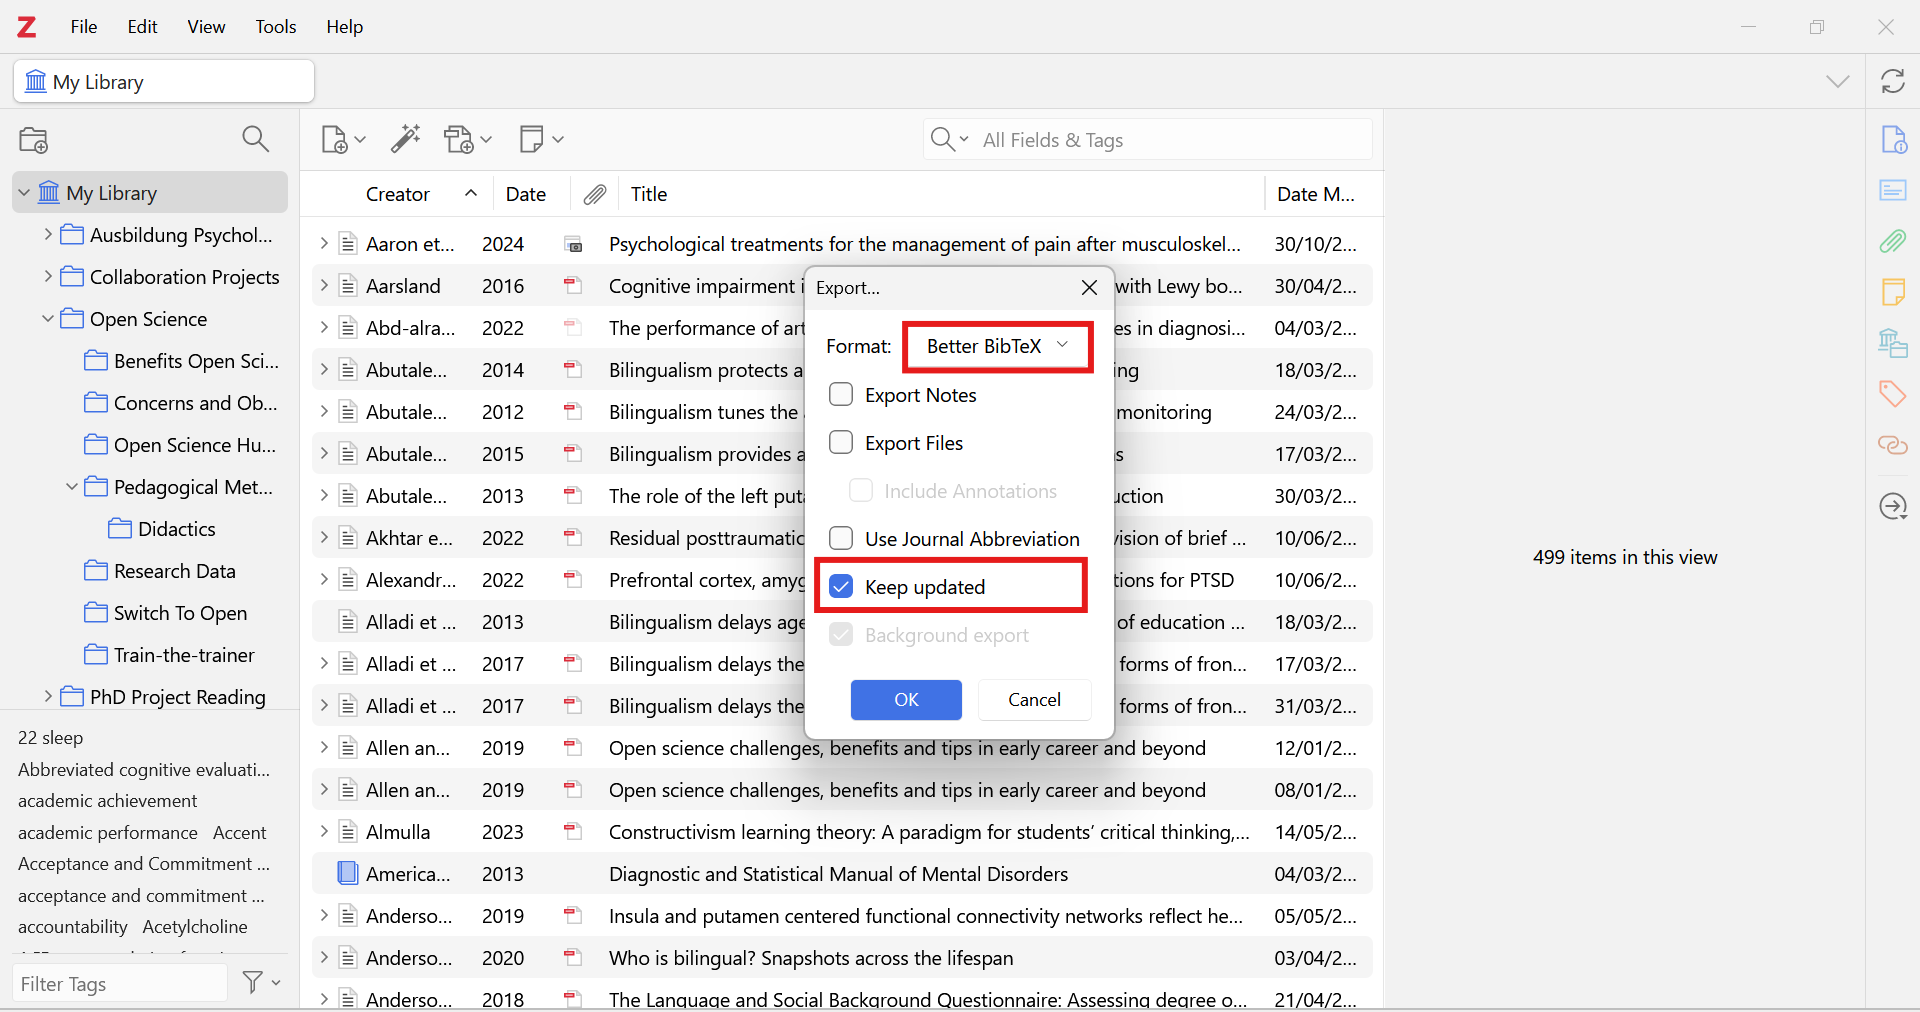 Z File Edit View Tools Help
My Library
All Fields & Tags
My Library
Ausbildung Psychol...
Collaboration Projects
Open Science
Benefits Open Sci...
Concerns and Ob...
Open Science Hu...
Pedagogical Met...
Didactics
Research Data
Switch To Open
Train-the-trainer
PhD Project Reading
22 sleep
Abbreviated cognitive evaluati...
academic achievement
academic performance Accent
Acceptance and Commitment ...
acceptance and commitment ...
accountability Acetylcholine
Filter Tags
Creator Date Title Date M...
Aaron et... 2024 Psychological treatments for the management of pain after musculoskel... 30/10/2...
Aarsland 2016 Cognitive impairment i with Lewy bo... 30/04/2...
Abd-alra... 2022 The performance of art es in diagnosi... 04/03/2...
Abutale... 2014 Bilingualism protects a ing 18/03/2...
Abutale... 2012 Bilingualism tunes the monitoring 24/03/2...
Abutale... 2015 Bilingualism provides a s 17/03/2...
Abutale... 2013 The role of the left put uction 30/03/2...
Akhtar e... 2022 Residual posttraumatic vision of brief ... 10/06/2...
Alexandr... 2022 Prefrontal cortex, amyg tions for PTSD 10/06/2...
Alladi et ... 2013 Bilingualism delays age of education ... 18/03/2...
Alladi et ... 2017 Bilingualism delays the forms of fron... 17/03/2...
Alladi et ... 2017 Bilingualism delays the forms of fron... 31/03/2...
Allen an... 2019 Open science challenges, benefits and tips in early career and beyond 12/01/2...
Allen an... 2019 Open science challenges, benefits and tips in early career and beyond 08/01/2...
Almulla 2023 Constructivism learning theory: A paradigm for students' critical thinking,... 14/05/2...
America... 2013 Diagnostic and Statistical Manual of Mental Disorders 04/03/2...
Anderso... 2019 Insula and putamen centered functional connectivity networks reflect he... 05/05/2...
Anderso... 2020 Who is bilingual? Snapshots across the lifespan 03/04/2...
Anderso... 2018 The Language and Social Background Questionnaire: Assessing degree o... 21/04/2...
Export...
Format: Better BibTeX
Export Notes
Export Files
Include Annotations
Use Journal Abbreviation
Keep updated
Background export
OK Cancel
499 items in this view